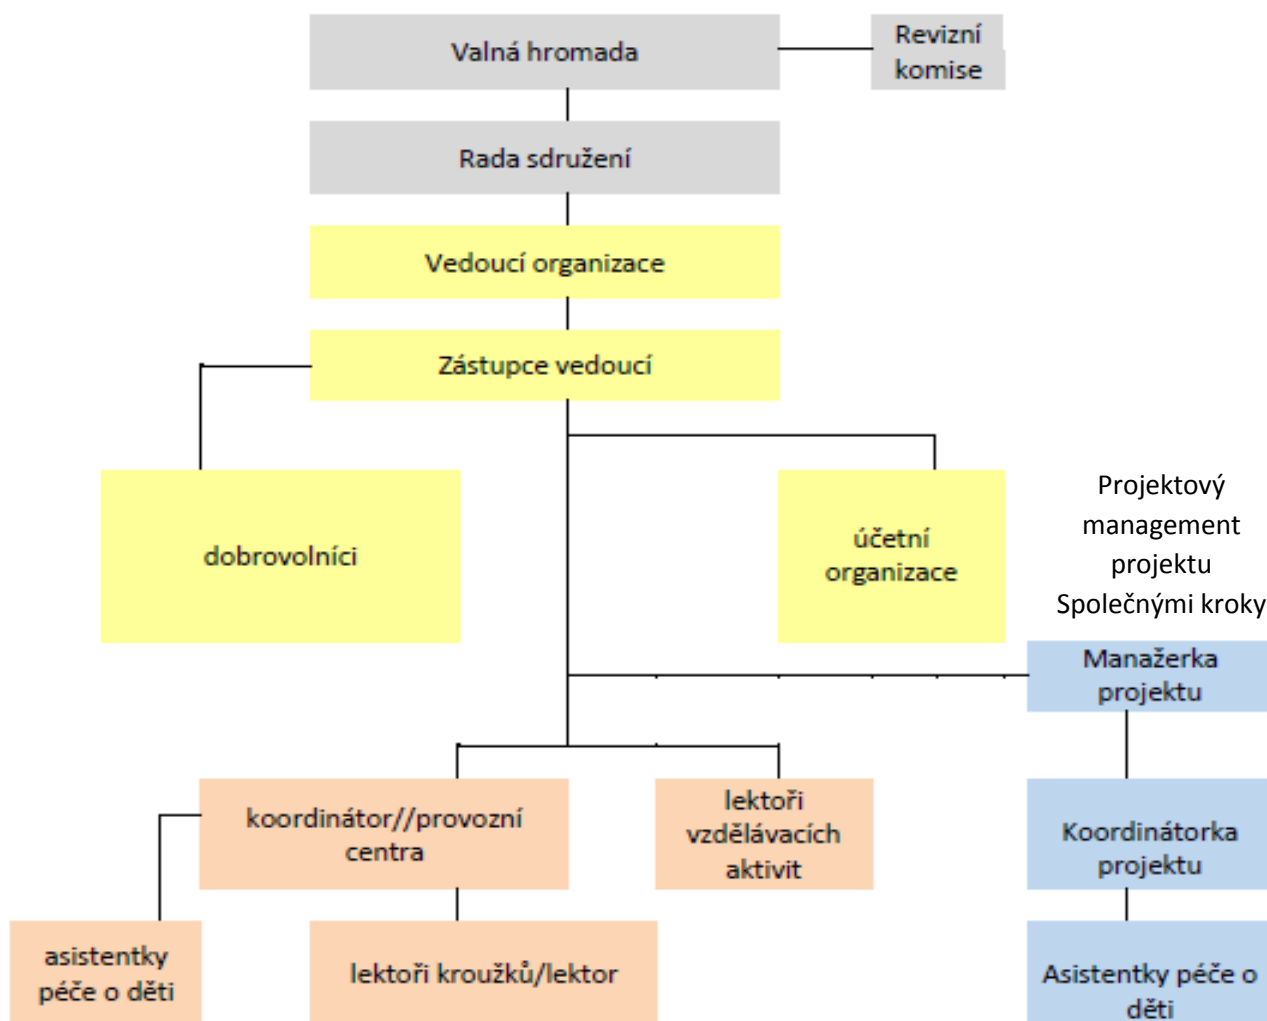 Valná hromada
Revizní
komise
Rada sdružení
Vedoucí organizace
Zástupce vedoucí
dobrovolníci
účetní
organizace
Projektový
management
projektu
Společnými kroky
Manažerka
projektu
koordinátor//provozní
centra
lektoři
vzdělávacích
aktivit
Koordinátorka
projektu
asistentky
péče o děti
lektoři kroužků/lektor
Asistentky péče o
děti